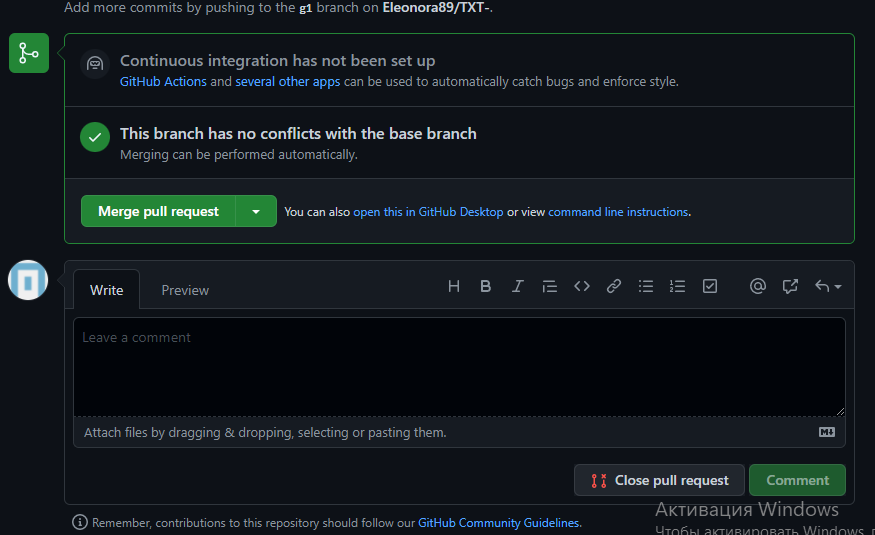 Add more commits by pushing to the g1 branch on Eleonora89/TXT-.
Continuous integration has not been set up
GitHub Actions and several other apps can be used to automatically catch bugs and enforce style.
This branch has no conflicts with the base branch
Merging can be performed automatically.
Merge pull request You can also open this in GitHub Desktop or view command line instructions.
Write Preview H B I
Leave a comment
Attach files by dragging & dropping, selecting or pasting them.
Close pull request Comment
Активация Windows
Remember, contributions to this repository should follow our GitHub Community Guidelines.
Чтобы активировать Windows,